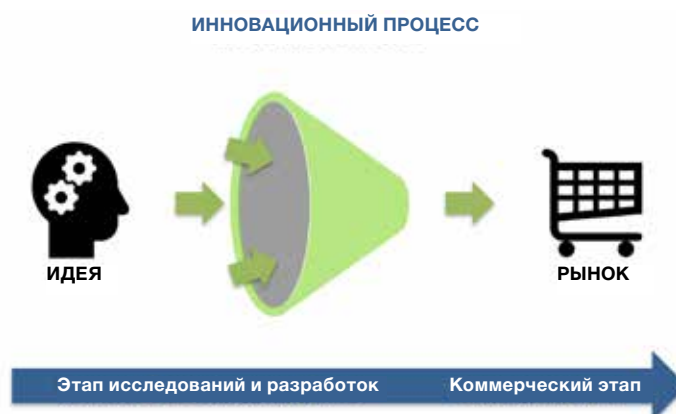 ИННОВАЦИОННЫЙ ПРОЦЕСС
ИДЕЯ
РЫНОК
Этап исследований и разработок
Коммерческий этап